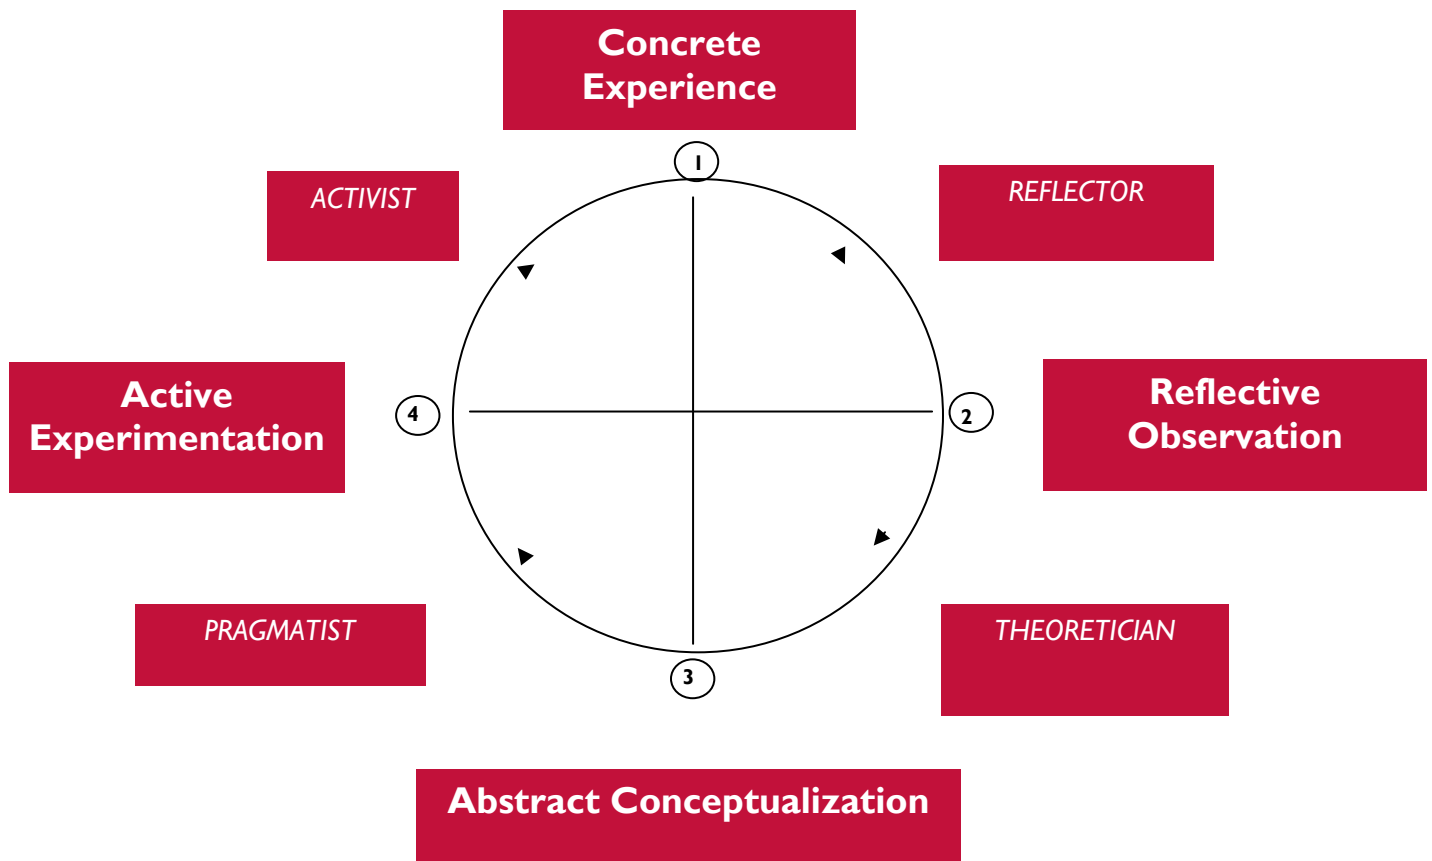 Concrete
Experience
1
ACTIVIST
REFLECTOR
Active
Experimentation
4
2
Reflective
Observation
PRAGMATIST
THEORETICIAN
3
Abstract Conceptualization